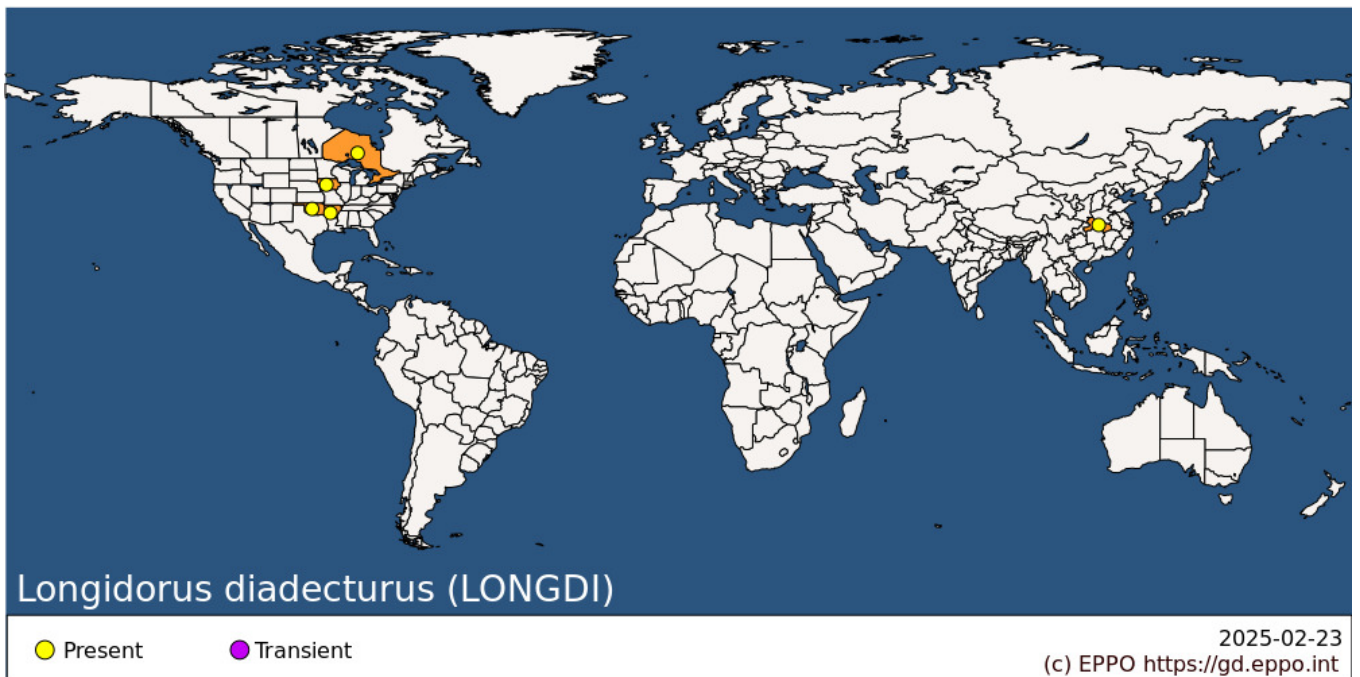 Longidorus diadecturus (LONGDI)
Present
Transient
2025-02-23
(c) EPPO https://gd.eppo.int